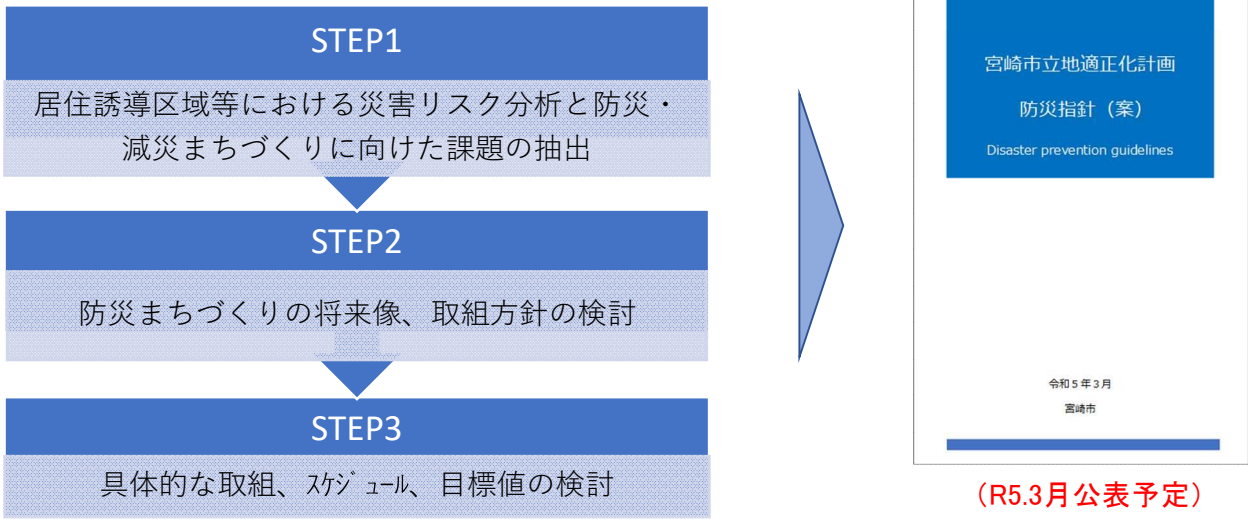 STEP1
居住誘導区域等における災害リスク分析と防災・
減災まちづくりに向けた課題の抽出
STEP2
防災まちづくりの将来像、取組方針の検討
STEP3
具体的な取組、ｽｹｼﾞｭｰﾙ、目標値の検討
宮崎市立地適正化計画
防災指針（案）
Disaster prevention guidelines
令和５年３月
宮崎市
（R5.3月公表予定）